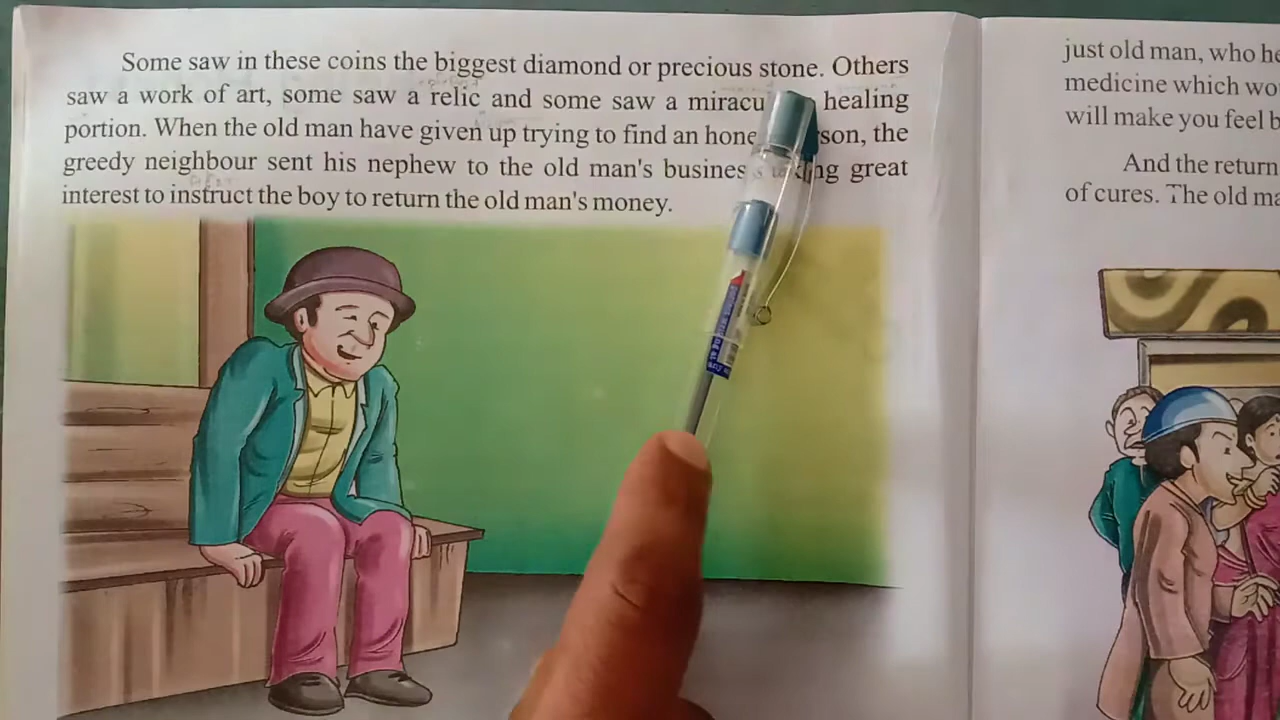 Some saw in these coins the biggest diamond or precious stone. Others
saw a work of art, some saw a relic and some saw a miracu healing
portion. When the old man have given up trying to find an hone son, the
greedy neighbour sent his nephew to the old man's busines king great
interest to instruct the boy to return the old man's money.
just old man, who he
medicine which wo
will make you feel b
And the return
of cures. The old ma